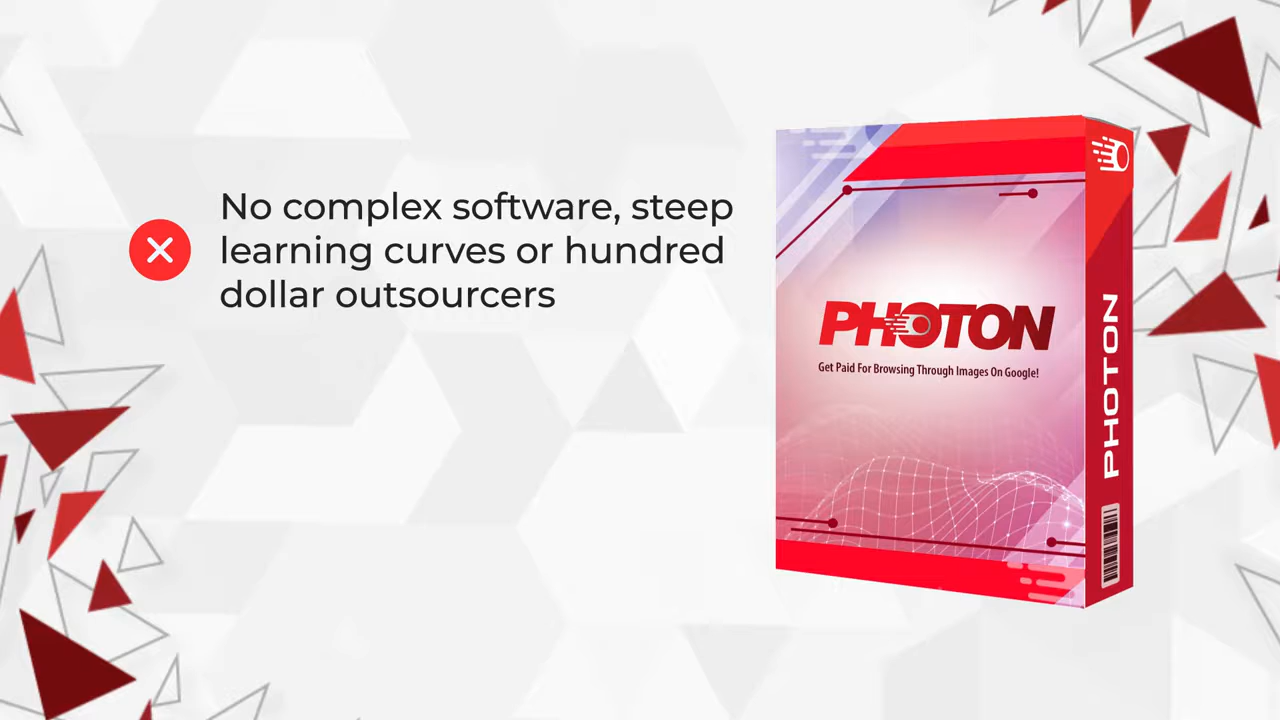 No complex software, steep
learning curves or hundred
dollar outsourcers
PHOTON
Get Paid For Browsing Through Images On Google!
PHOTON